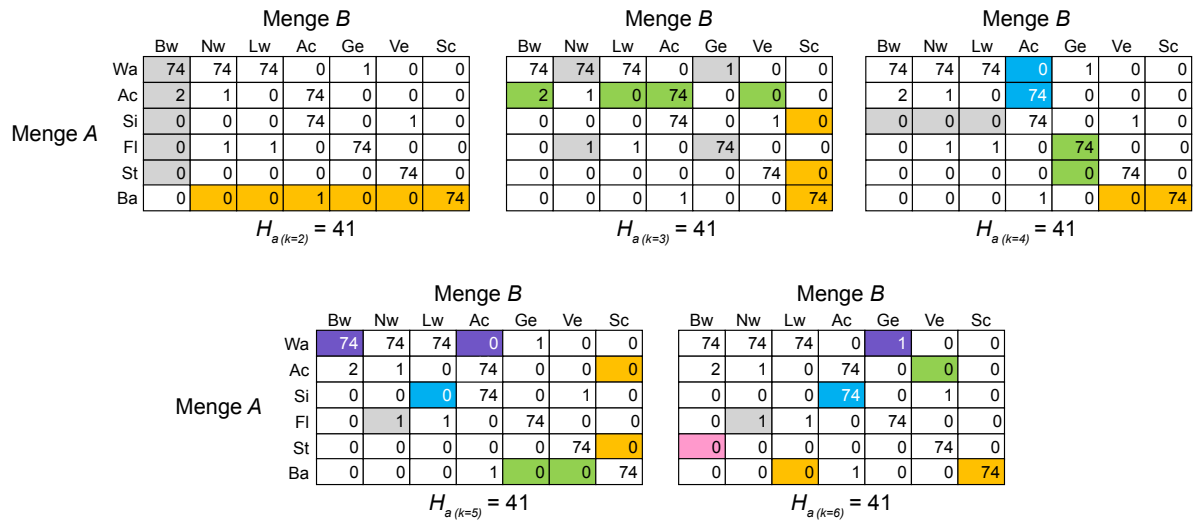 Menge B Menge B Menge B
Bw Nw Lw Ac Ge Ve Sc Bw Nw Lw Ac Ge Ve Sc Bw Nw Lw Ac Ge Ve Sc
Wa 74 74 74 0 1 0 0 74 74 74 0 1 0 0 74 74 74 0 1 0 0
Ac 2 1 0 74 0 0 0 2 1 0 74 0 0 0 2 1 0 74 0 0 0
Menge A Si 0 0 0 74 0 1 0 0 0 0 74 0 1 0 0 0 0 74 0 1 0
Fl 0 1 1 0 74 0 0 0 1 1 0 74 0 0 0 1 1 0 74 0 0
St 0 0 0 0 0 74 0 0 0 0 0 0 74 0 0 0 0 0 0 74 0
Ba 0 0 0 1 0 0 74 0 0 0 1 0 0 74 0 0 0 1 0 0 74
Ha (k=2) = 41 Ha (k=3) = 41 Ha (k=4) = 41
Menge B Menge B
Bw Nw Lw Ac Ge Ve Sc Bw Nw Lw Ac Ge Ve Sc
Wa 74 74 74 0 1 0 0 74 74 74 0 1 0 0
Ac 2 1 0 74 0 0 0 2 1 0 74 0 0 0
Menge A Si 0 0 0 74 0 1 0 0 0 0 74 0 1 0
Fl 0 1 1 0 74 0 0 0 1 1 0 74 0 0
St 0 0 0 0 0 74 0 0 0 0 0 0 74 0
Ba 0 0 0 1 0 0 74 0 0 0 1 0 0 74
Ha (k=5) = 41 Ha (k=6) = 41